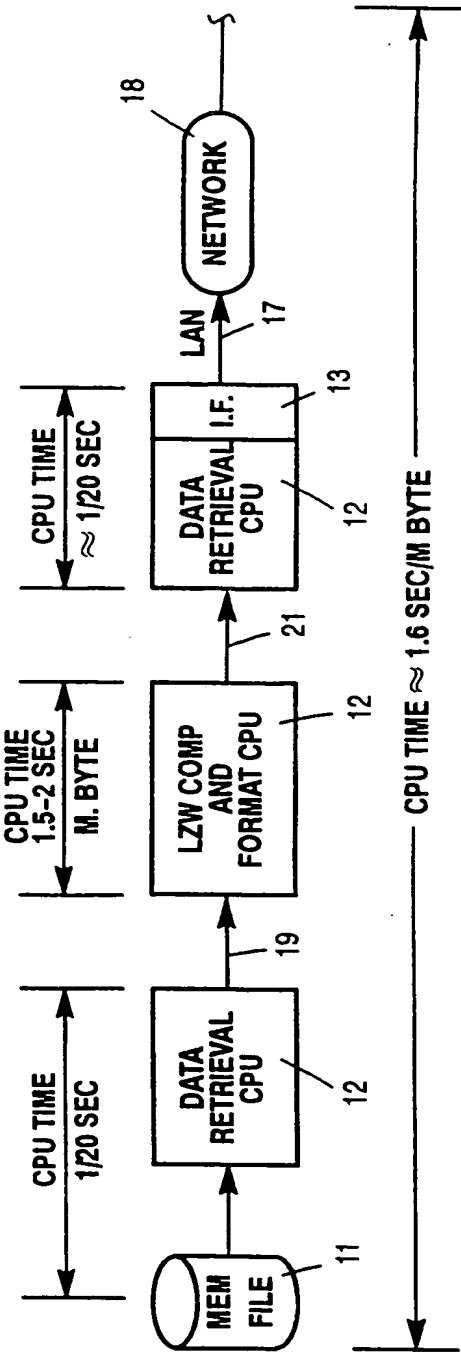 CPU TIME
1/20 SEC
CPU TIME
1.5–2 SEC
M. BYTE
CPU TIME
≈ 1/20 SEC
MEM
FILE
11
DATA
RETRIEVAL
CPU
12
19
LZW COMP
AND
FORMAT CPU
12
21
DATA
RETRIEVAL
CPU
12
I.F.
13
LAN
17
NETWORK
18
CPU TIME ≈ 1.6 SEC/M BYTE